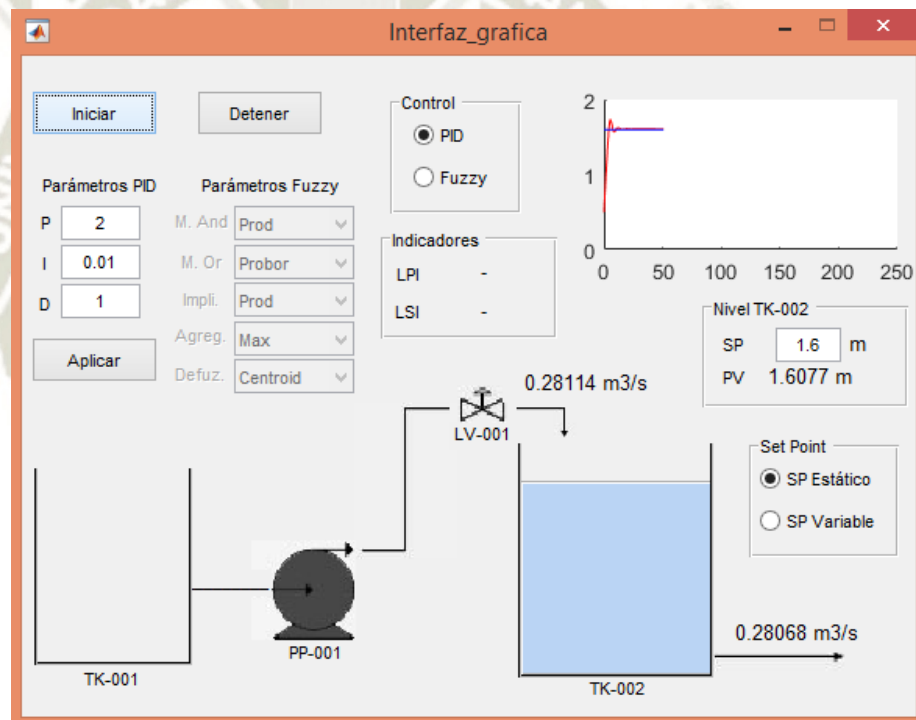 Interfaz_grafica
Iniciar
Detener
Control
PID
Fuzzy
2
1
0
0 50 100 150 200 250
Parámetros PID
P 2
I 0.01
D 1
Aplicar
Parámetros Fuzzy
M. And Prod
M. Or Probor
Impli. Prod
Agreg. Max
Defuz. Centroid
Indicadores
LPI -
LSI -
Nivel TK-002
SP 1.6 m
PV 1.6077 m
0.28114 m3/s
LV-001
Set Point
SP Estático
SP Variable
PP-001
TK-001
0.28068 m3/s
TK-002